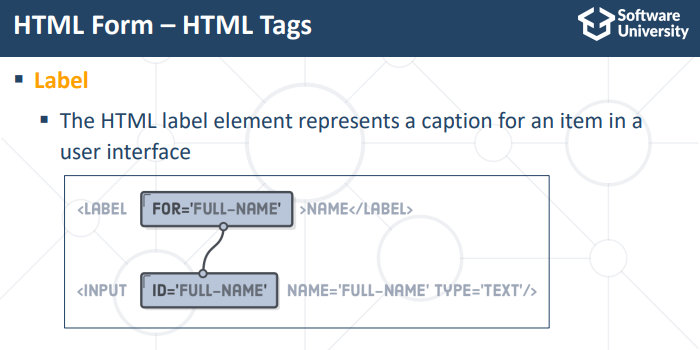 HTML Form – HTML Tags
Software
University
Label
The HTML label element represents a caption for an item in a
user interface
<LABEL FOR='FULL-NAME' >NAME</LABEL>
<INPUT ID='FULL-NAME' NAME='FULL-NAME' TYPE='TEXT'/>